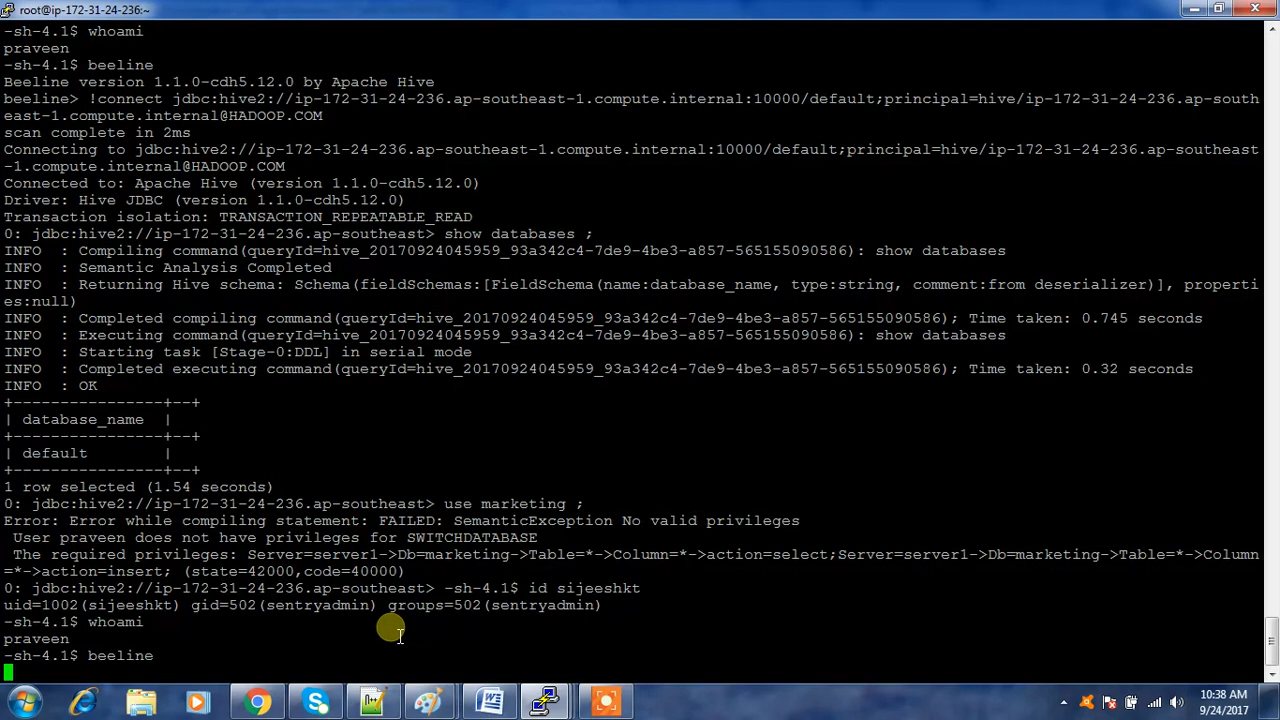 root@ip-172-31-24-236:~
-sh-4.1$ whoami
praveen
-sh-4.1$ beeline
Beeline version 1.1.0-cdh5.12.0 by Apache Hive
beeline> !connect jdbc:hive2://ip-172-31-24-236.ap-southeast-1.compute.internal:10000/default;principal=hive/ip-172-31-24-236.ap-south
east-1.compute.internal@HADOOP.COM
scan complete in 2ms
Connecting to jdbc:hive2://ip-172-31-24-236.ap-southeast-1.compute.internal:10000/default;principal=hive/ip-172-31-24-236.ap-southeast
-1.compute.internal@HADOOP.COM
Connected to: Apache Hive (version 1.1.0-cdh5.12.0)
Driver: Hive JDBC (version 1.1.0-cdh5.12.0)
Transaction isolation: TRANSACTION_REPEATABLE_READ
0: jdbc:hive2://ip-172-31-24-236.ap-southeast> show databases ;
INFO  : Compiling command(queryId=hive_20170924045959_93a342c4-7de9-4be3-a857-565155090586): show databases
INFO  : Semantic Analysis Completed
INFO  : Returning Hive schema: Schema(fieldSchemas:[FieldSchema(name:database_name, type:string, comment:from deserializer)], properti
es:null)
INFO  : Completed compiling command(queryId=hive_20170924045959_93a342c4-7de9-4be3-a857-565155090586); Time taken: 0.745 seconds
INFO  : Executing command(queryId=hive_20170924045959_93a342c4-7de9-4be3-a857-565155090586): show databases
INFO  : Starting task [Stage-0:DDL] in serial mode
INFO  : Completed executing command(queryId=hive_20170924045959_93a342c4-7de9-4be3-a857-565155090586); Time taken: 0.32 seconds
INFO  : OK
+----------------+--+
| database_name  |
+----------------+--+
| default        |
+----------------+--+
1 row selected (1.54 seconds)
0: jdbc:hive2://ip-172-31-24-236.ap-southeast> use marketing ;
Error: Error while compiling statement: FAILED: SemanticException No valid privileges
 User praveen does not have privileges for SWITCHDATABASE
 The required privileges: Server=server1->Db=marketing->Table=*->Column=*->action=select;Server=server1->Db=marketing->Table=*->Column
=*->action=insert; (state=42000,code=40000)
0: jdbc:hive2://ip-172-31-24-236.ap-southeast> -sh-4.1$ id sijeeshkt
uid=1002(sijeeshkt) gid=502(sentryadmin) groups=502(sentryadmin)
-sh-4.1$ whoami
praveen
-sh-4.1$ beeline
10:38 AM
9/24/2017